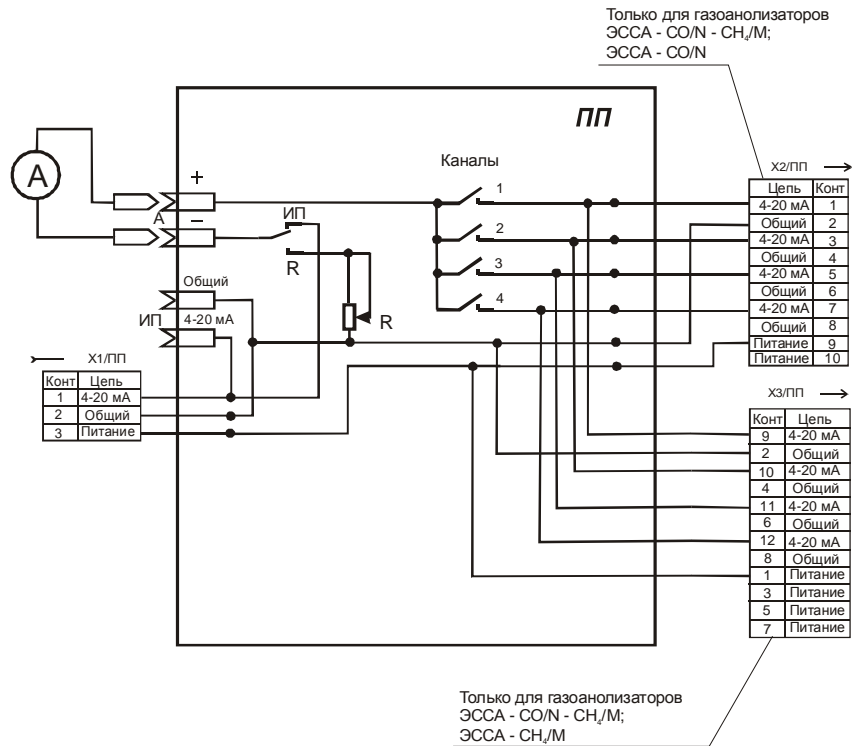 Только для газоанолизаторов
ЭССА - CO/N - CH₄/M;
ЭССА - CO/N
ПП
Каналы
A
+
A
−
ИП
R
R
1
2
3
4
Общий
ИП 4-20 мА
X1/ПП
Конт Цепь
1 4-20 мА
2 Общий
3 Питание
X2/ПП
Цепь Конт
4-20 мА 1
Общий 2
4-20 мА 3
Общий 4
4-20 мА 5
Общий 6
4-20 мА 7
Общий 8
Питание 9
Питание 10
X3/ПП
Конт Цепь
9 4-20 мА
2 Общий
10 4-20 мА
4 Общий
11 4-20 мА
6 Общий
12 4-20 мА
8 Общий
1 Питание
3 Питание
5 Питание
7 Питание
Только для газоанолизаторов
ЭССА - CO/N - CH₄/M;
ЭССА - CH₄/M